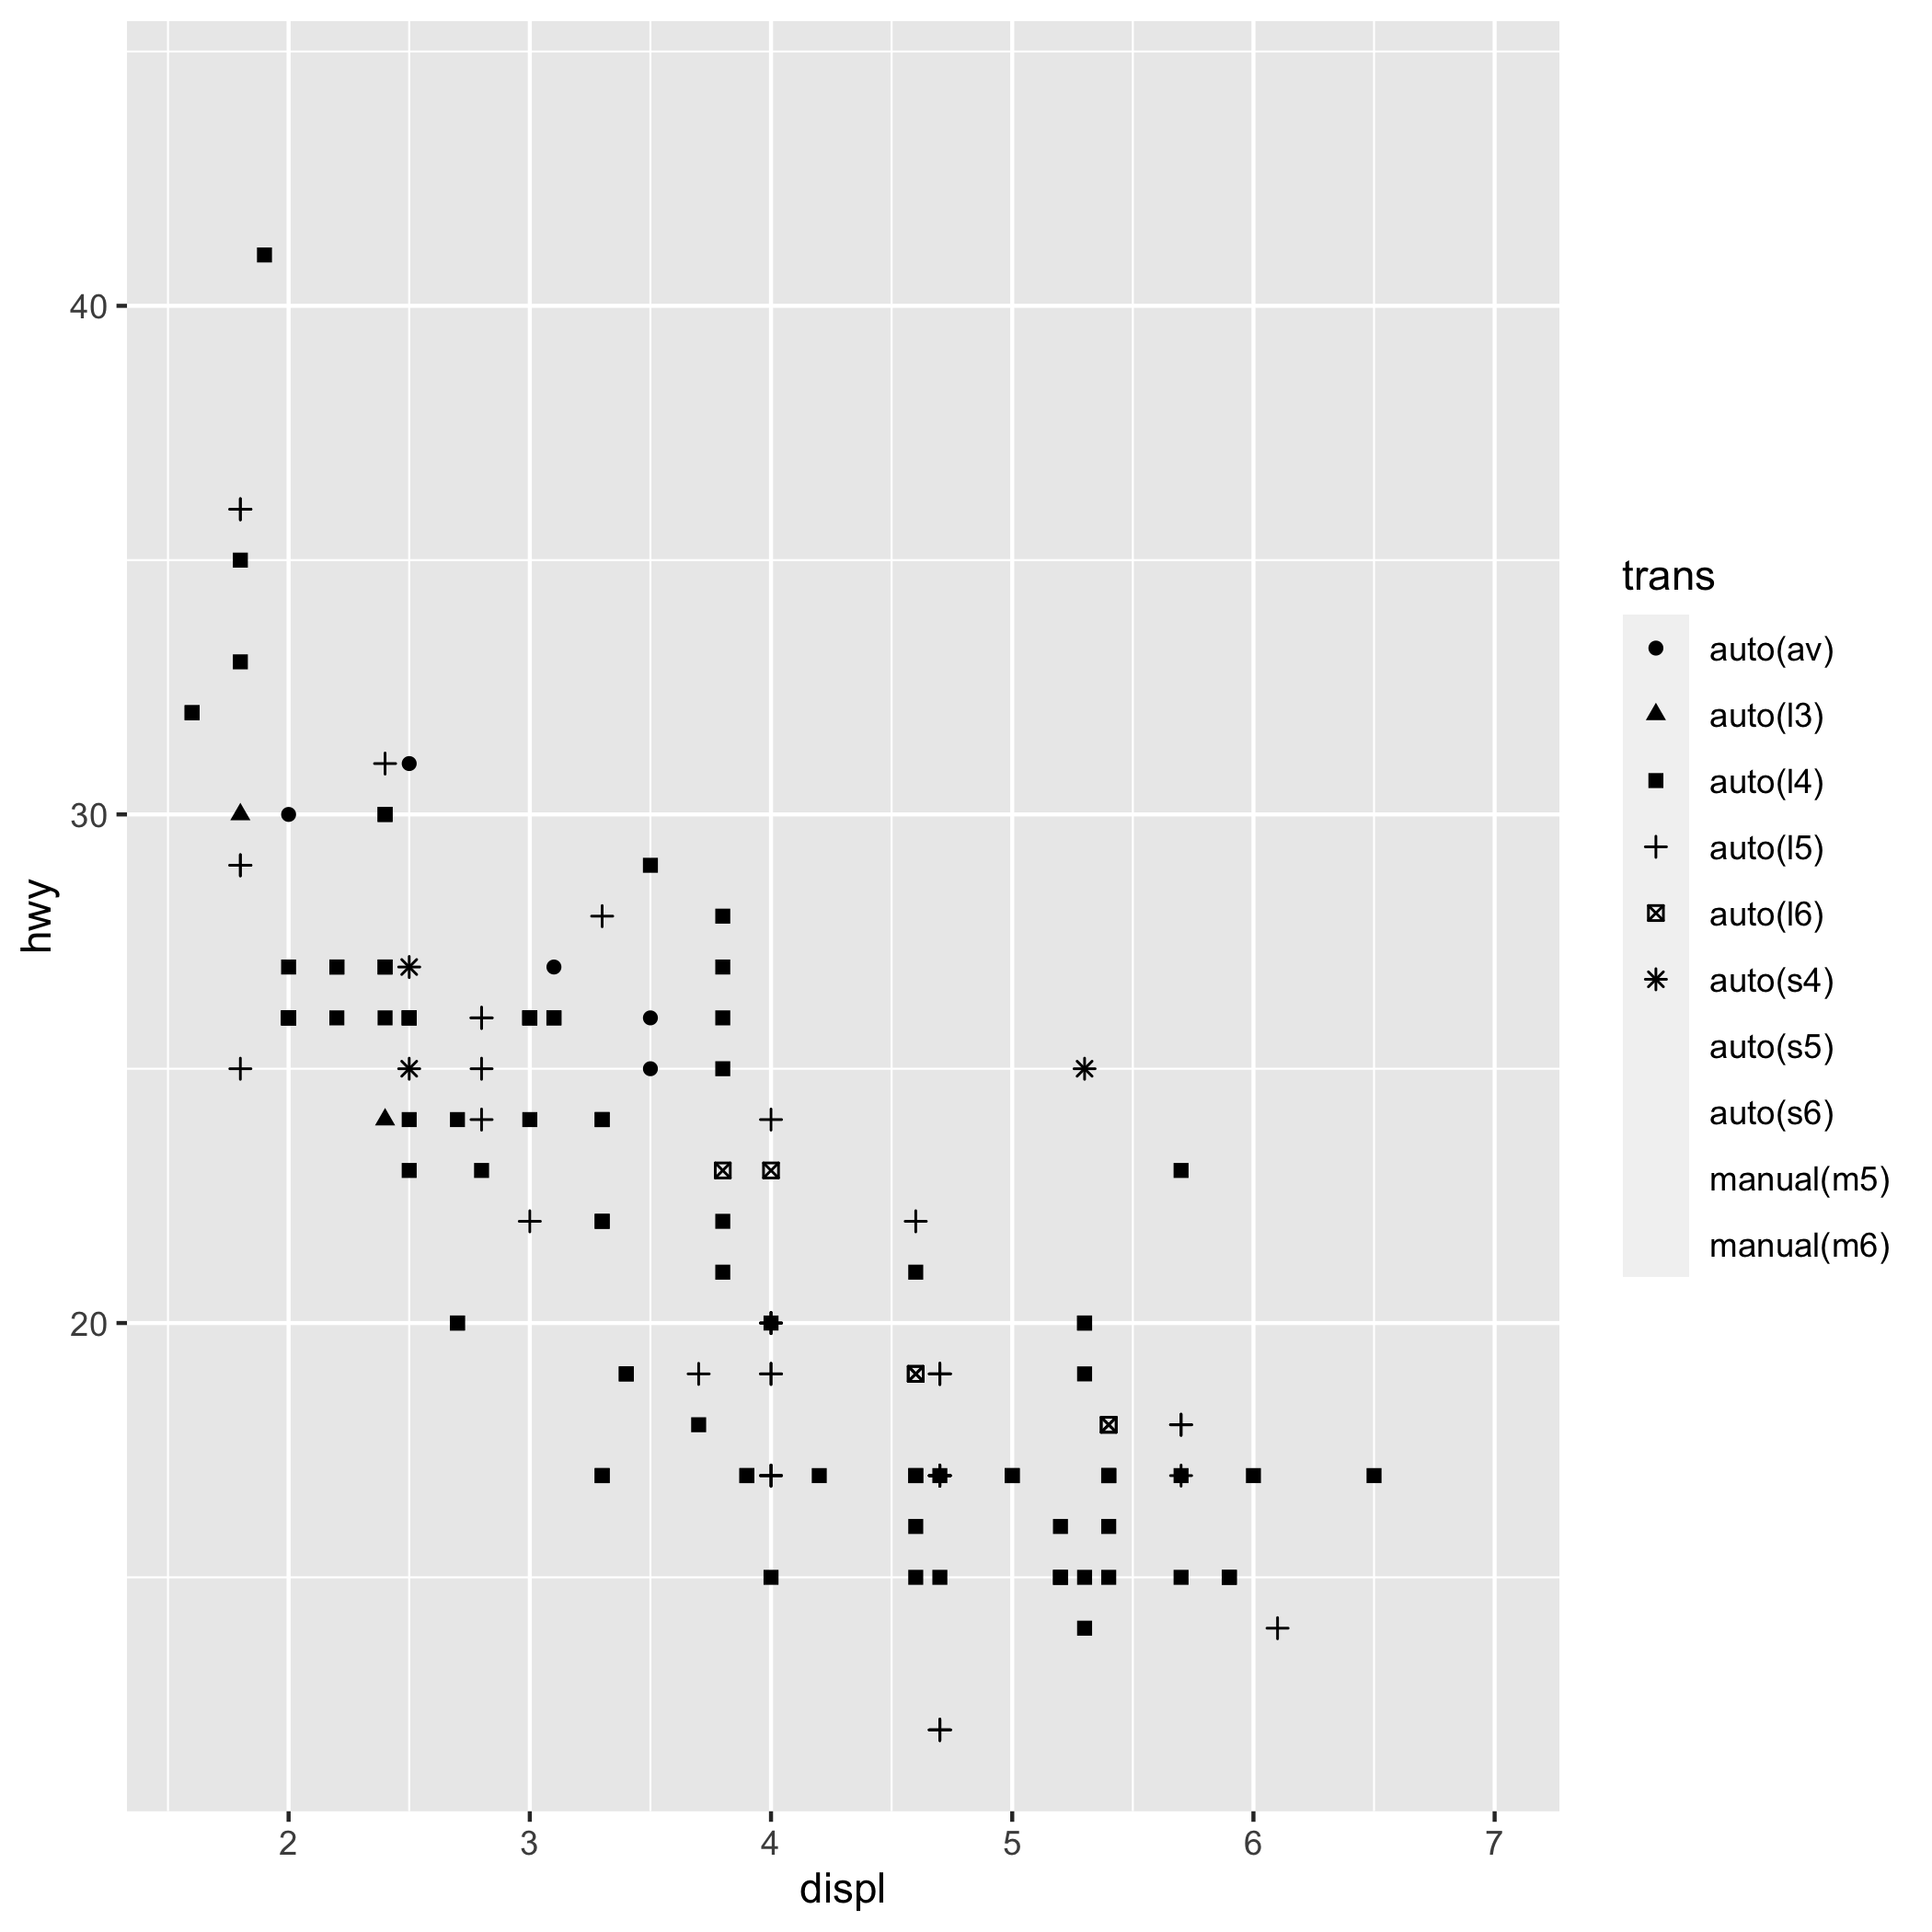 40
30
20
hwy
2 3 4 5 6 7
displ
trans
auto(av)
auto(l3)
auto(l4)
auto(l5)
auto(l6)
auto(s4)
auto(s5)
auto(s6)
manual(m5)
manual(m6)